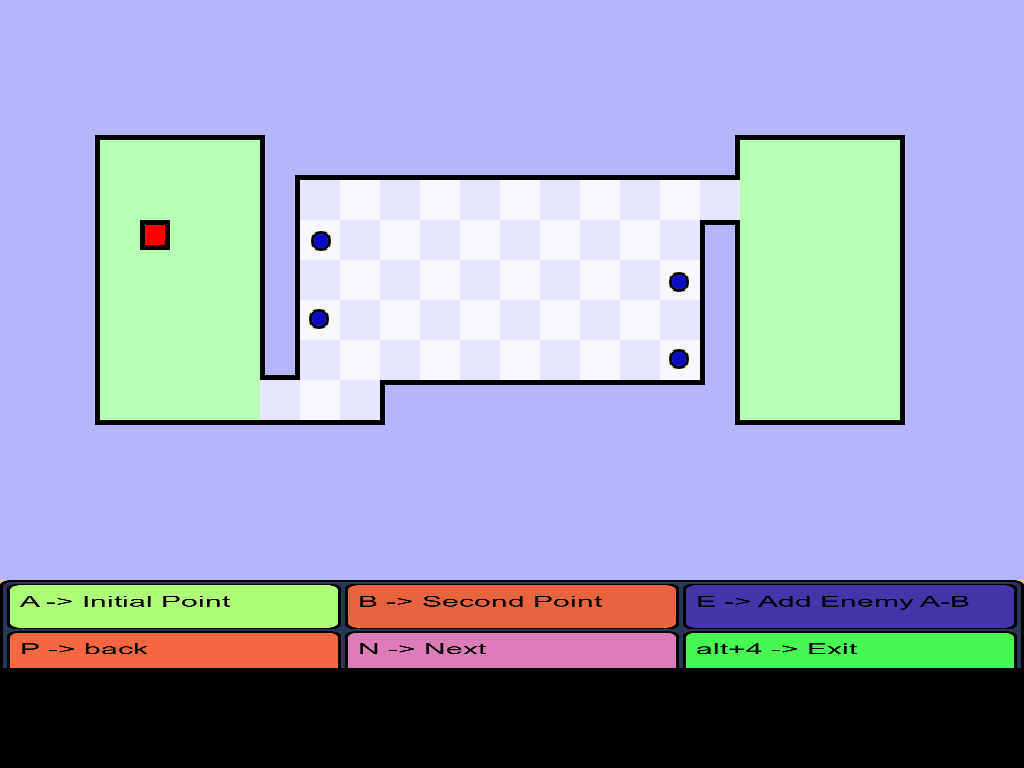 A -> Initial Point
B -> Second Point
E -> Add Enemy A-B
P -> back
N -> Next
alt+4 -> Exit